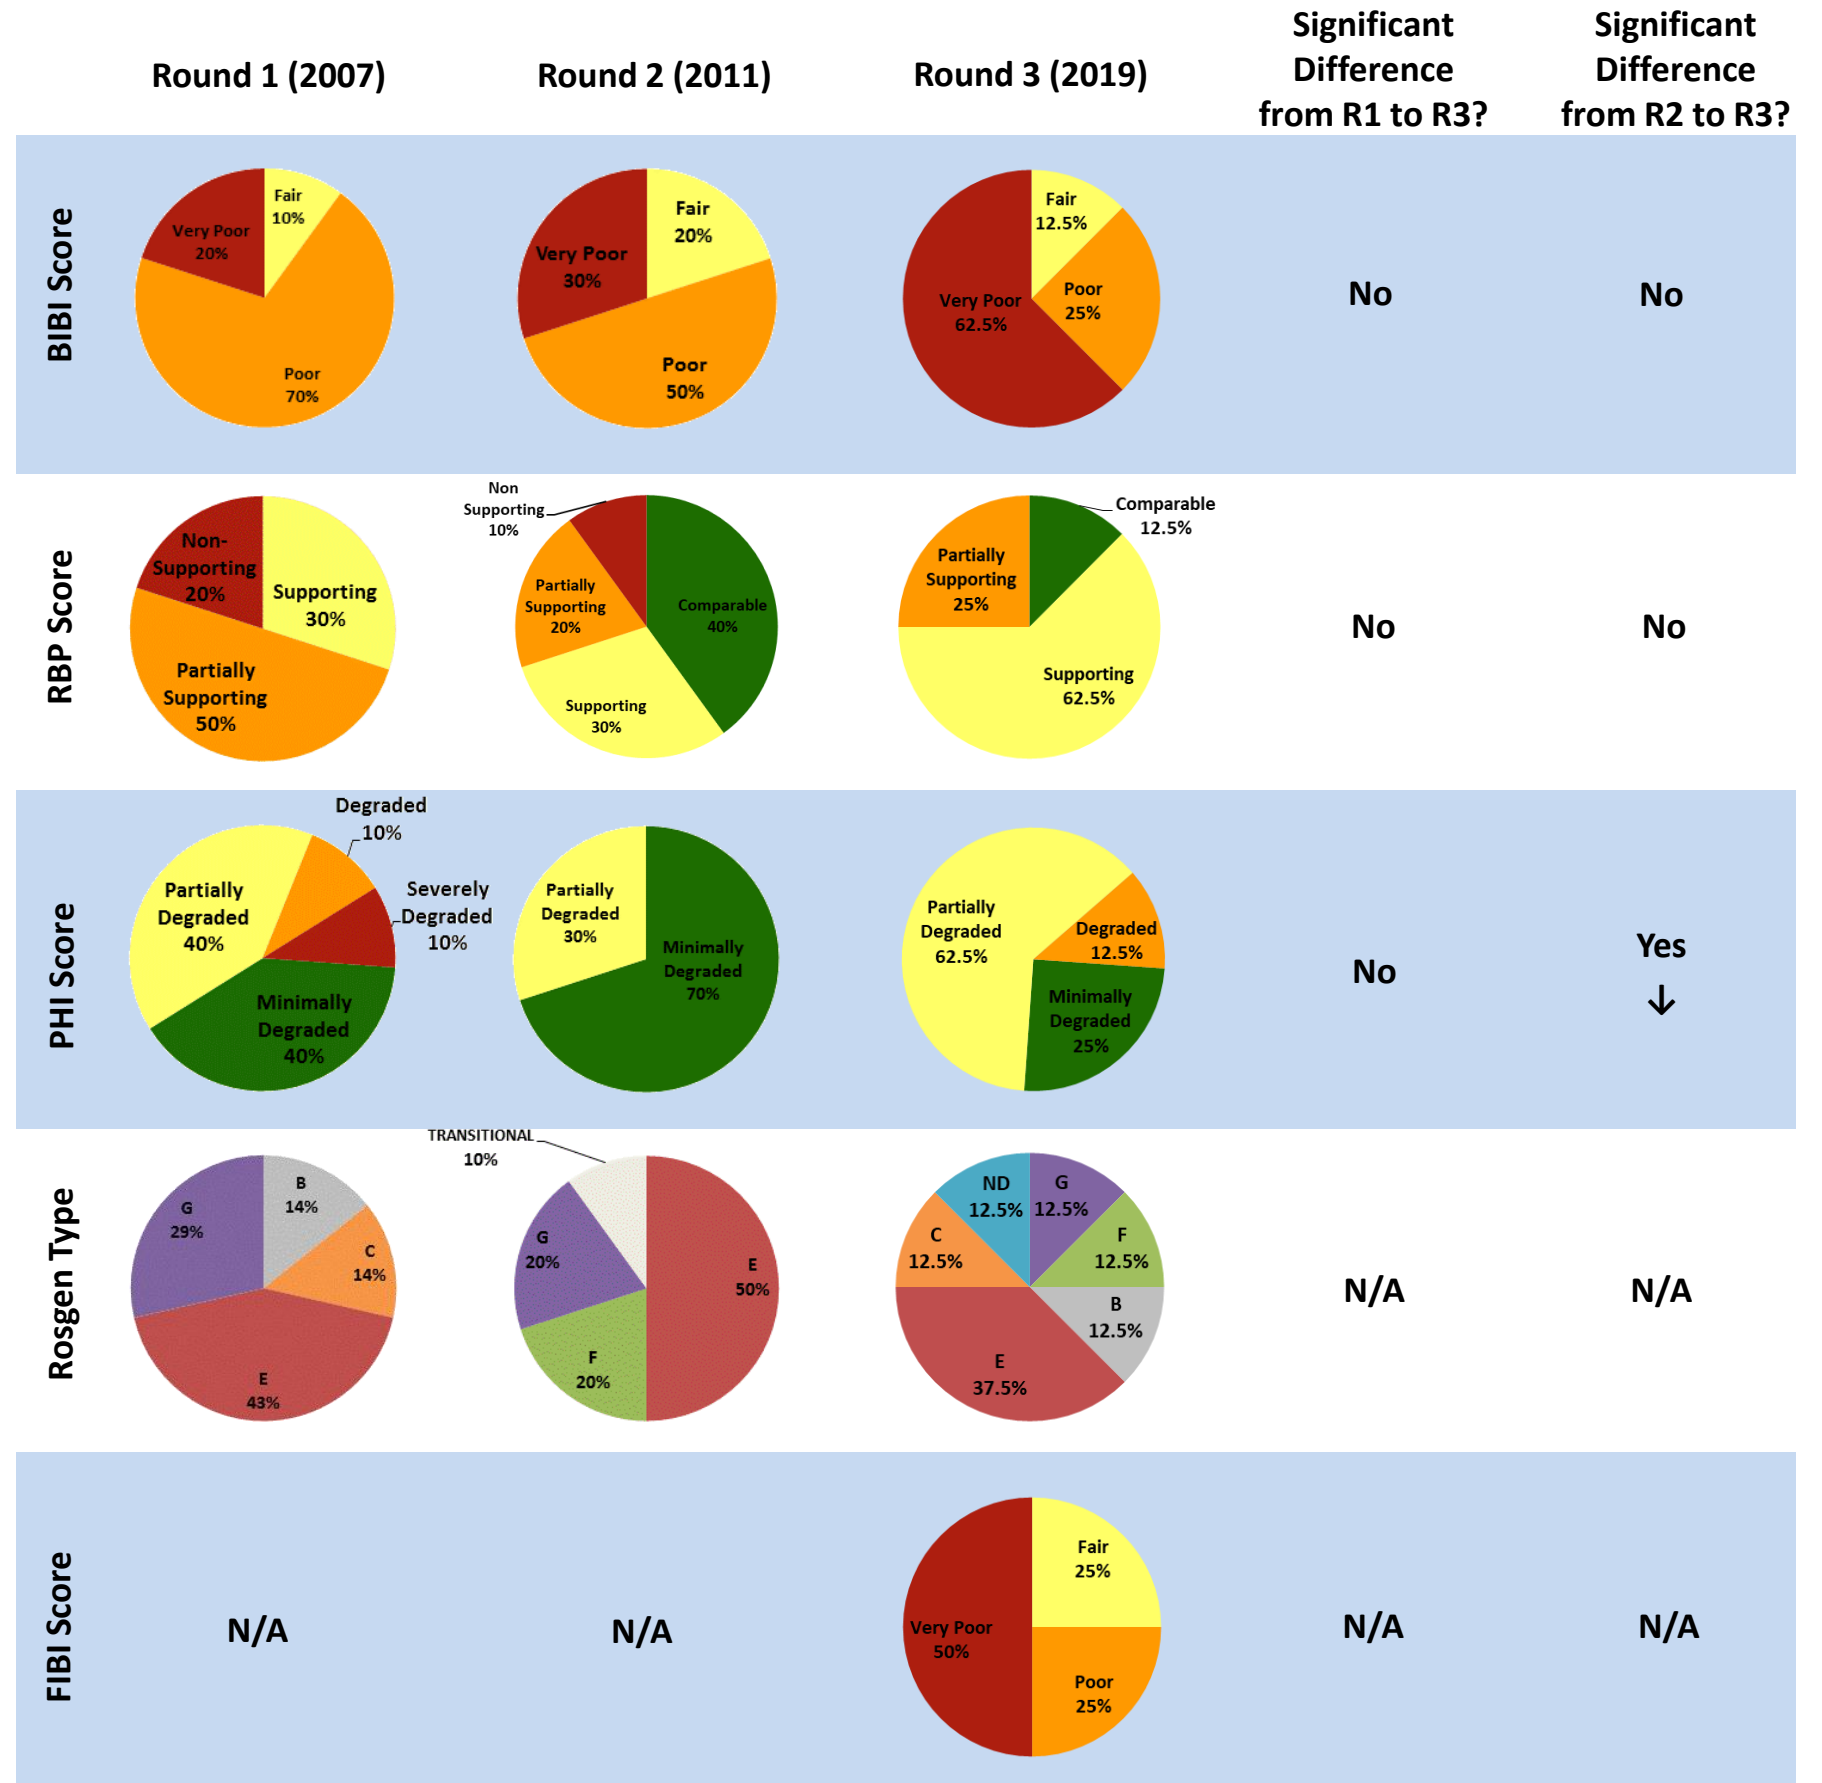 Round 1 (2007)
Round 2 (2011)
Round 3 (2019)
Significant
Difference
from R1 to R3?
Significant
Difference
from R2 to R3?
BIBI Score
Fair
10%
Very Poor
20%
Poor
70%
Fair
20%
Very Poor
30%
Poor
50%
Fair
12.5%
Poor
25%
Very Poor
62.5%
No
No
RBP Score
Non-
Supporting
20%
Supporting
30%
Partially
Supporting
50%
Non
Supporting
10%
Partially
Supporting
20%
Comparable
40%
Supporting
30%
Comparable
12.5%
Partially
Supporting
25%
Supporting
62.5%
No
No
PHI Score
Degraded
10%
Partially
Degraded
40%
Severely
Degraded
10%
Minimally
Degraded
40%
Partially
Degraded
30%
Minimally
Degraded
70%
Partially
Degraded
62.5%
Degraded
12.5%
Minimally
Degraded
25%
No
Yes
↓
Rosgen Type
G
29%
B
14%
C
14%
E
43%
TRANSITIONAL
10%
G
20%
E
50%
F
20%
ND
12.5%
G
12.5%
C
12.5%
F
12.5%
B
12.5%
E
37.5%
N/A
N/A
FIBI Score
N/A
N/A
Fair
25%
Very Poor
50%
Poor
25%
N/A
N/A